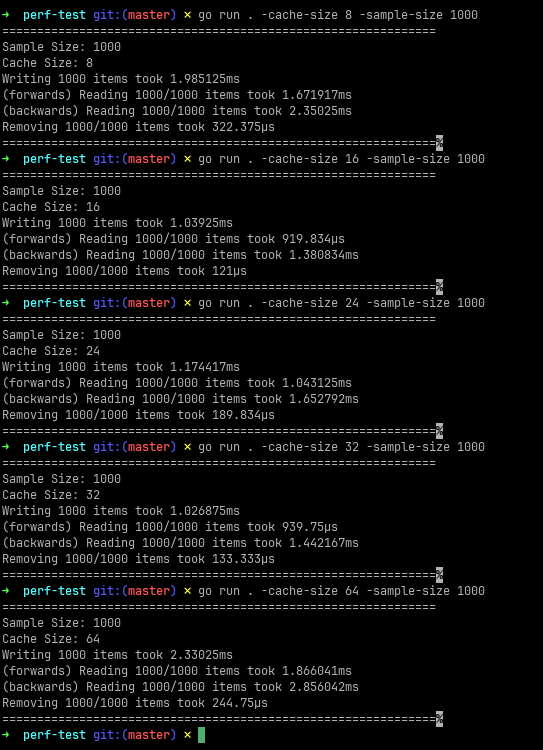 ➜  perf-test git:(master) ✗ go run . -cache-size 8 -sample-size 1000
==============================================================
Sample Size: 1000
Cache Size: 8
Writing 1000 items took 1.985125ms
(forwards) Reading 1000/1000 items took 1.671917ms
(backwards) Reading 1000/1000 items took 2.35025ms
Removing 1000/1000 items took 322.375µs
==============================================================%
➜  perf-test git:(master) ✗ go run . -cache-size 16 -sample-size 1000
==============================================================
Sample Size: 1000
Cache Size: 16
Writing 1000 items took 1.03925ms
(forwards) Reading 1000/1000 items took 919.834µs
(backwards) Reading 1000/1000 items took 1.380834ms
Removing 1000/1000 items took 121µs
==============================================================%
➜  perf-test git:(master) ✗ go run . -cache-size 24 -sample-size 1000
==============================================================
Sample Size: 1000
Cache Size: 24
Writing 1000 items took 1.174417ms
(forwards) Reading 1000/1000 items took 1.043125ms
(backwards) Reading 1000/1000 items took 1.652792ms
Removing 1000/1000 items took 189.834µs
==============================================================%
➜  perf-test git:(master) ✗ go run . -cache-size 32 -sample-size 1000
==============================================================
Sample Size: 1000
Cache Size: 32
Writing 1000 items took 1.026875ms
(forwards) Reading 1000/1000 items took 939.75µs
(backwards) Reading 1000/1000 items took 1.442167ms
Removing 1000/1000 items took 133.333µs
==============================================================%
➜  perf-test git:(master) ✗ go run . -cache-size 64 -sample-size 1000
==============================================================
Sample Size: 1000
Cache Size: 64
Writing 1000 items took 2.33025ms
(forwards) Reading 1000/1000 items took 1.866041ms
(backwards) Reading 1000/1000 items took 2.856042ms
Removing 1000/1000 items took 244.75µs
==============================================================%
➜  perf-test git:(master) ✗